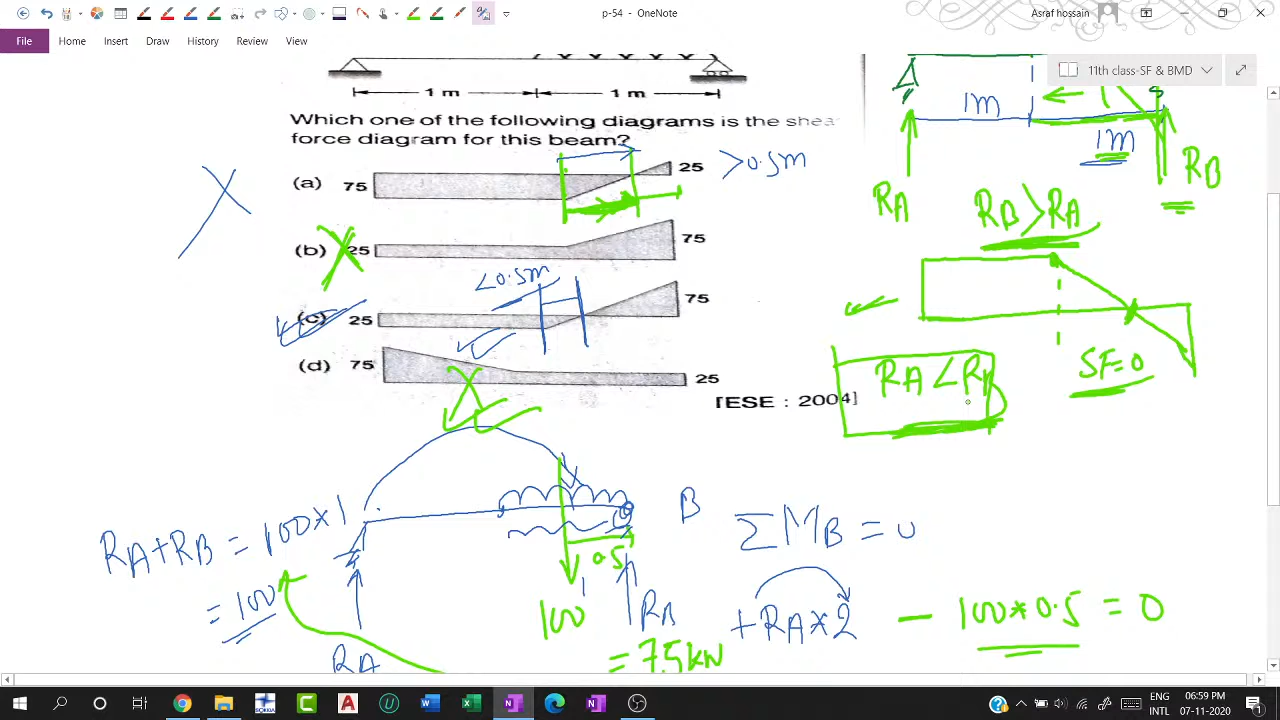 p-54 - OneNote
Asraf hossain
File Home Insert Draw History Review View
11th class
MD
1 m 1 m
Which one of the following diagrams is the shear
force diagram for this beam?
(a) 75 25 >0.5m
(b) 25 75
<0.5m
(c) 25 75
(d) 75 25
[ESE : 2004]
1m 1m
RA RB
RB>RA
SF=0
RA<RB
RA+RB = 100*1
= 100
RA
0.5
100
B
= 75kN
ΣMB = 0
+RA*2 - 100*0.5 = 0
ENG
INTL
06:59 PM
07-11-2020